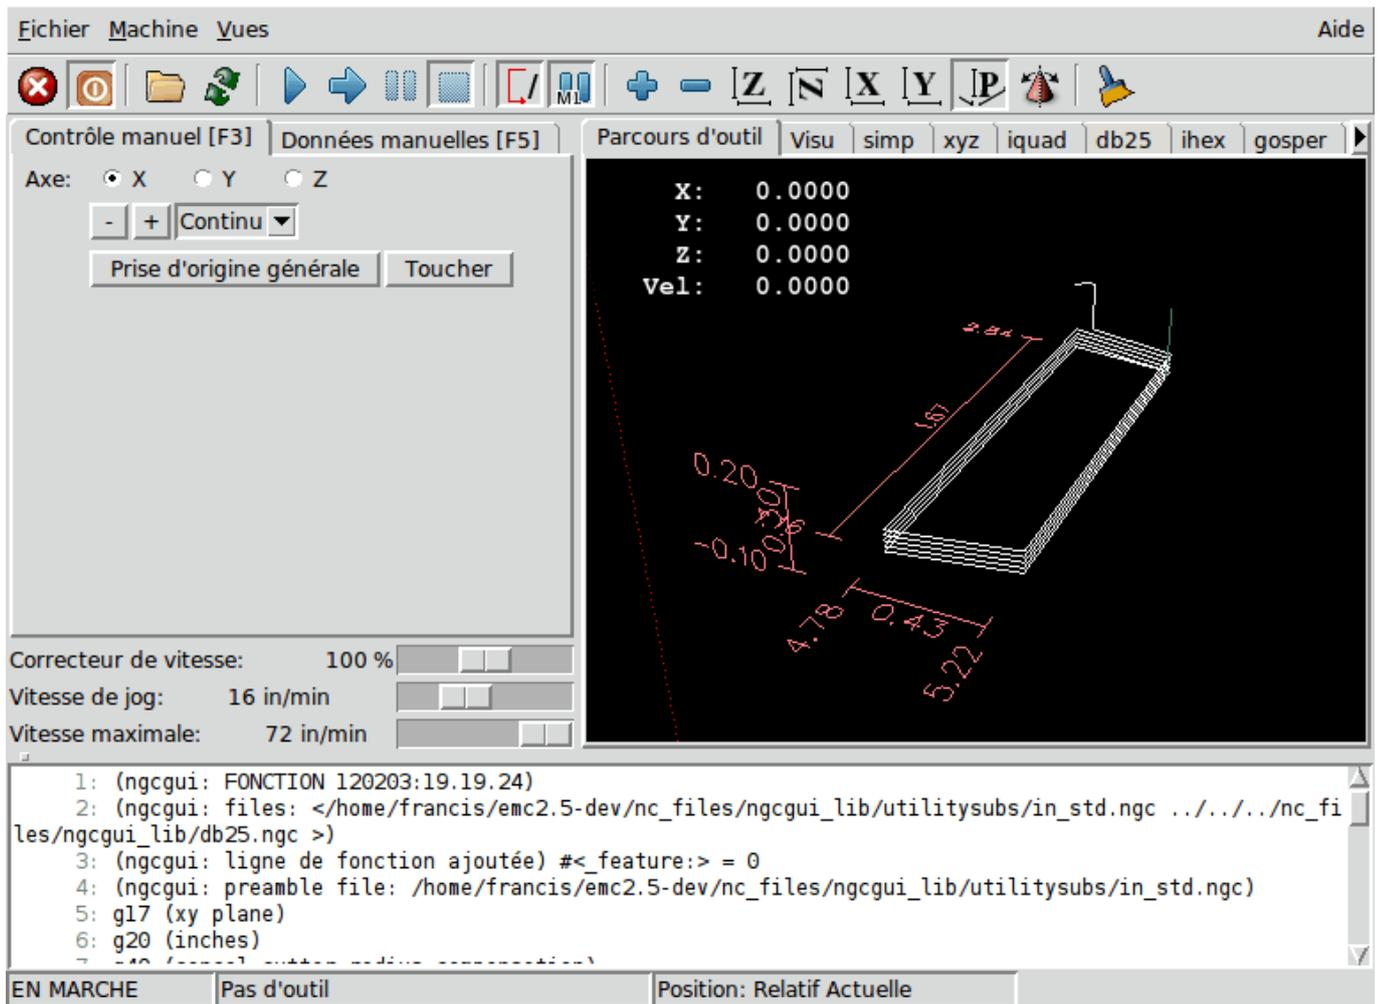 Fichier Machine Vues Aide
M1 Z N X Y P
Contrôle manuel [F3] Données manuelles [F5]
Axe: X Y Z
- + Continu
Prise d'origine générale Toucher
Correcteur de vitesse: 100 %
Vitesse de jog: 16 in/min
Vitesse maximale: 72 in/min
Parcours d'outil Visu simp xyz iquad db25 ihex gosper
X: 0.0000
Y: 0.0000
Z: 0.0000
Vel: 0.0000
0.20
-0.10
4.78
0.43
5.22
1: (ngcgui: FONCTION 120203:19.19.24)
2: (ngcgui: files: </home/francis/emc2.5-dev/nc_files/ngcgui_lib/utilitysubs/in_std.ngc ../../../nc_fi
les/ngcgui_lib/db25.ngc >)
3: (ngcgui: ligne de fonction ajoutée) #<_feature:> = 0
4: (ngcgui: preamble file: /home/francis/emc2.5-dev/nc_files/ngcgui_lib/utilitysubs/in_std.ngc)
5: g17 (xy plane)
6: g20 (inches)
EN MARCHE Pas d'outil Position: Relatif Actuelle